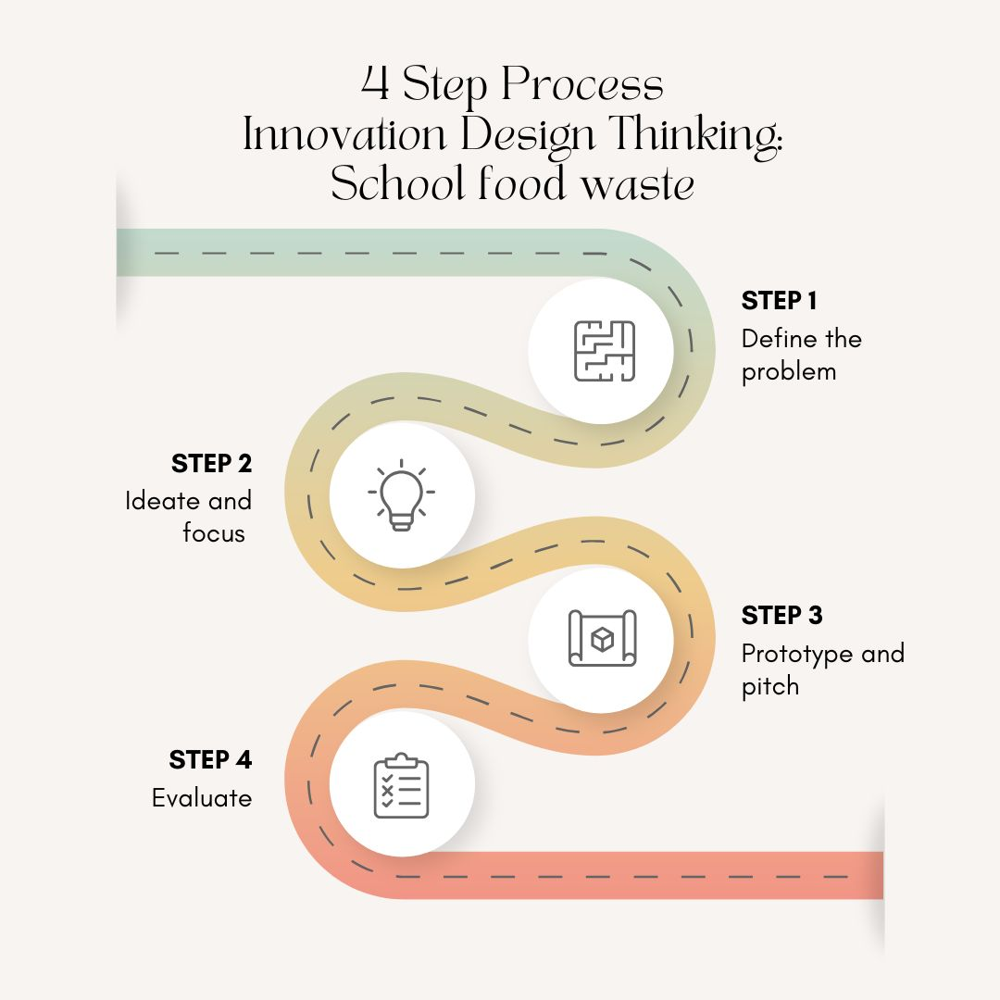 4 Step Process
Innovation Design Thinking:
School food waste
STEP 1
Define the
problem
STEP 2
Ideate and
focus
STEP 3
Prototype and
pitch
STEP 4
Evaluate